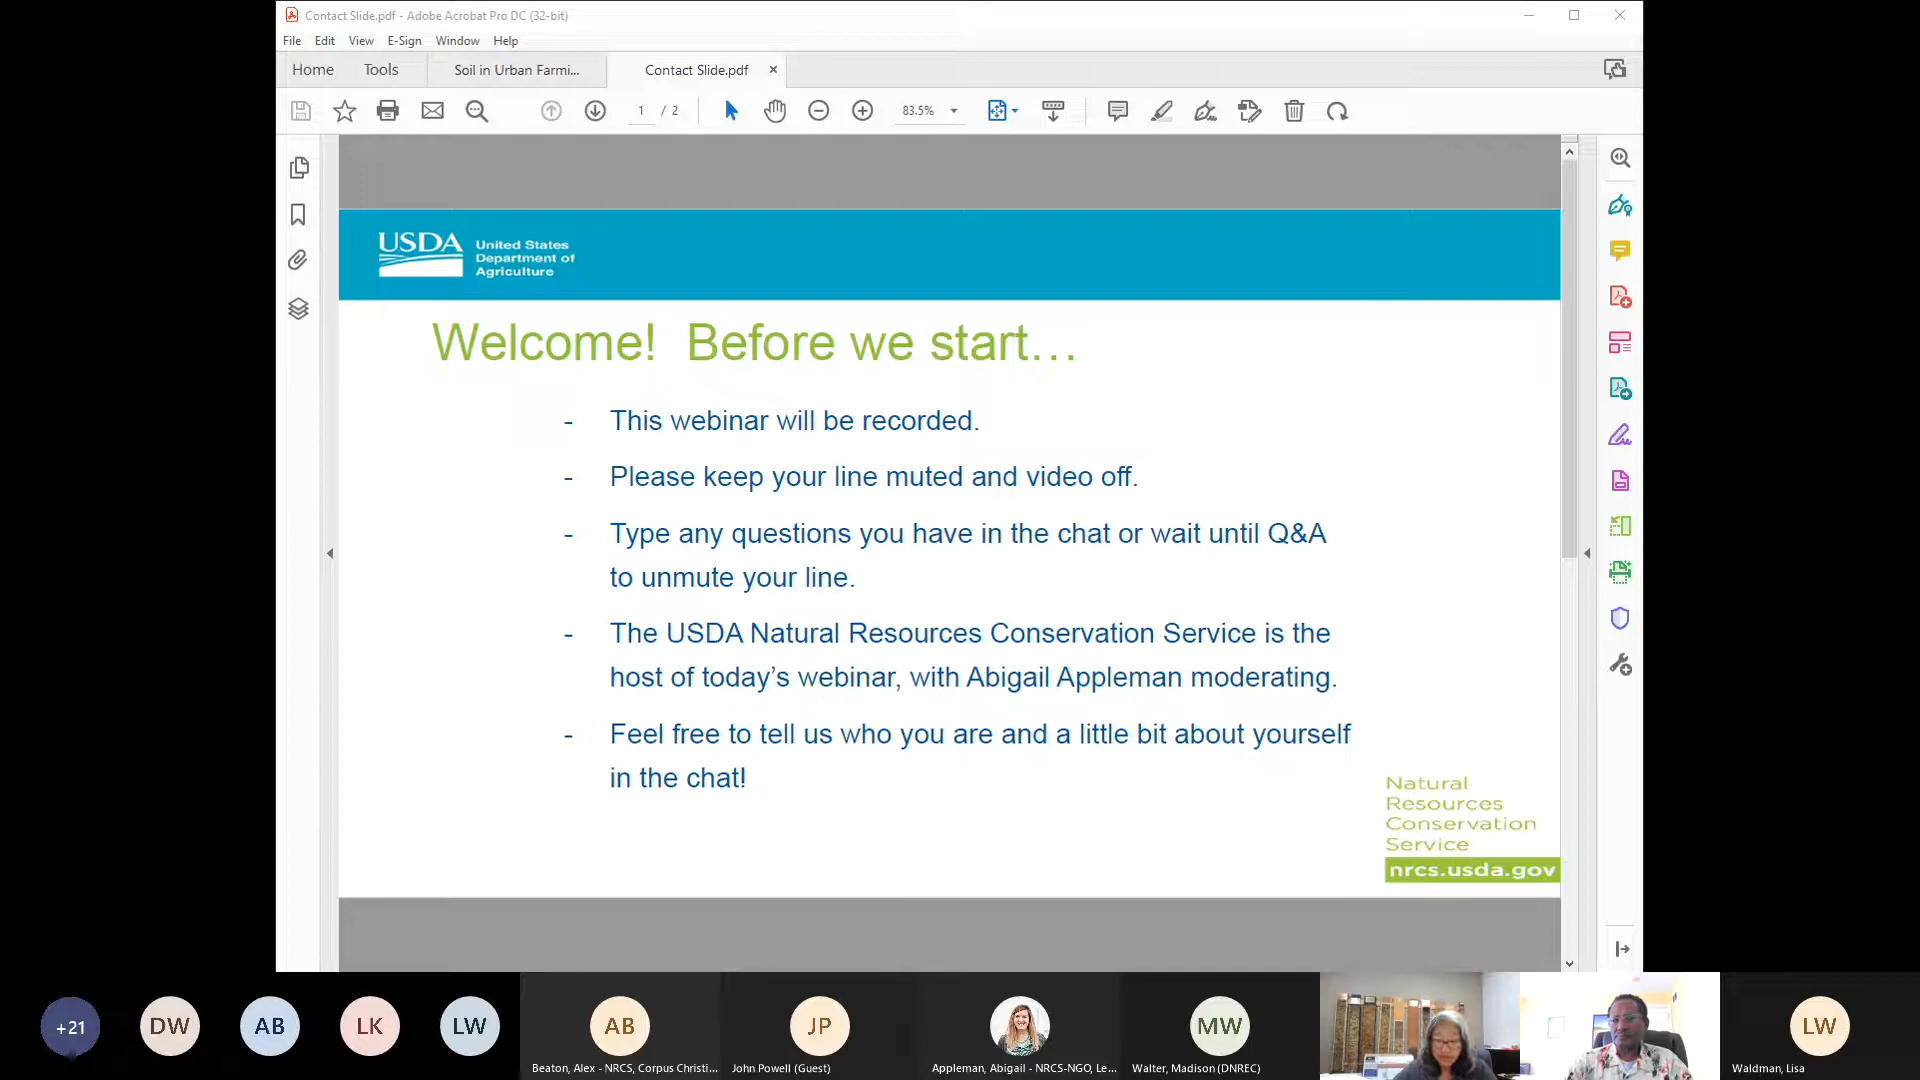 Contact Slide.pdf - Adobe Acrobat Pro DC (32-bit)
File Edit View E-Sign Window Help
Home Tools Soil in Urban Farmi... Contact Slide.pdf
1 / 2 83.5%
USDA
United States
Department of
Agriculture
Welcome! Before we start…
- This webinar will be recorded.
- Please keep your line muted and video off.
- Type any questions you have in the chat or wait until Q&A
to unmute your line.
- The USDA Natural Resources Conservation Service is the
host of today’s webinar, with Abigail Appleman moderating.
- Feel free to tell us who you are and a little bit about yourself
in the chat!
Natural
Resources
Conservation
Service
nrcs.usda.gov
+21 DW AB LK LW AB JP MW LW
Beaton, Alex - NRCS, Corpus Christi... John Powell (Guest) Appleman, Abigail - NRCS-NGO, Le... Walter, Madison (DNREC) Waldman, Lisa